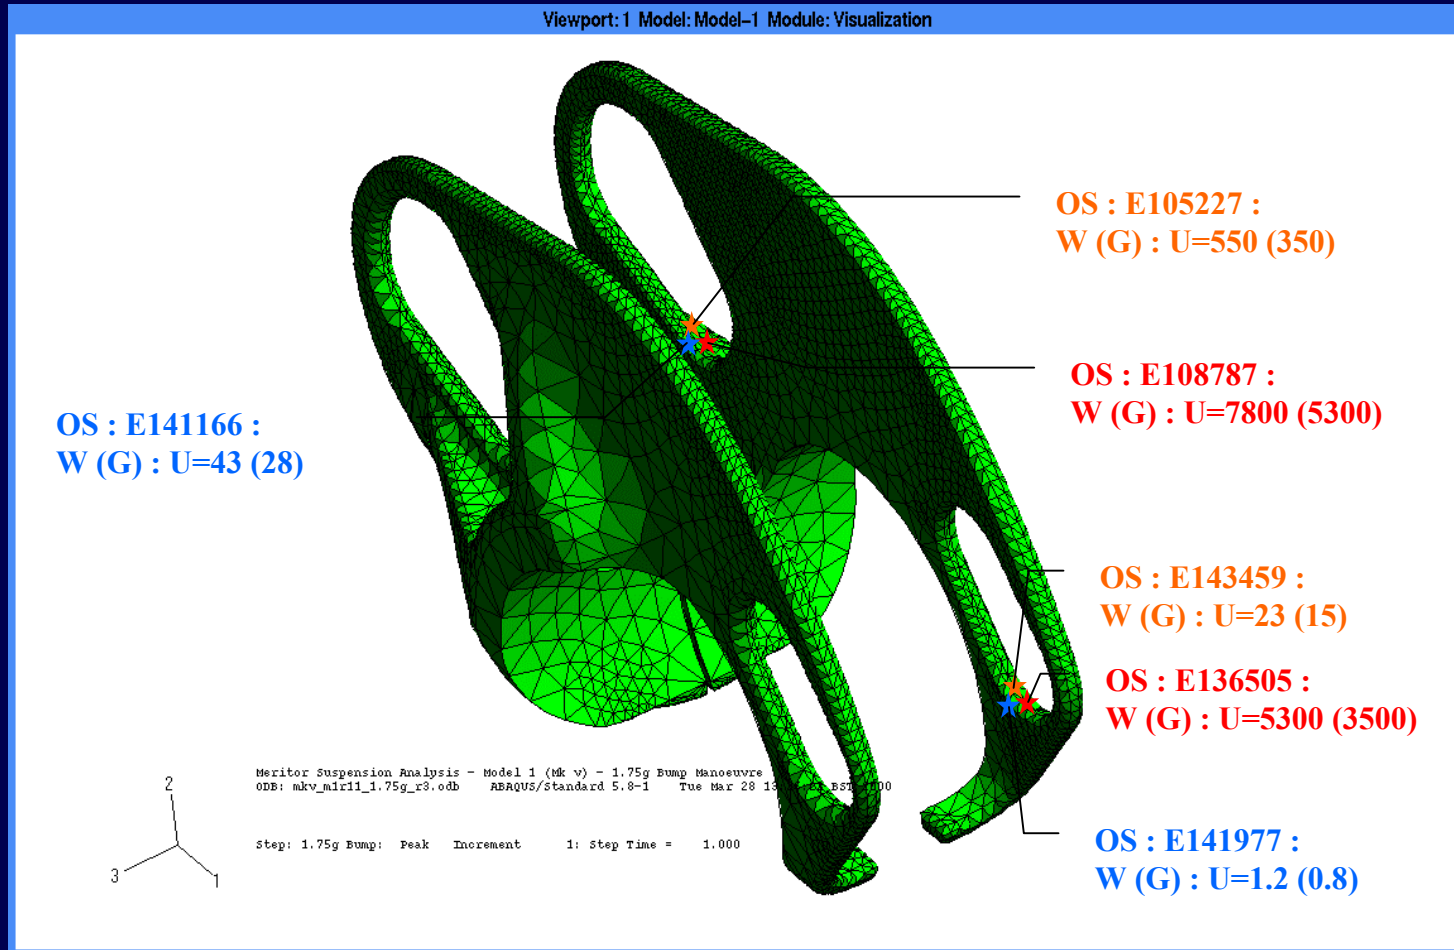 Viewport: 1 Model: Model-1 Module: Visualization
OS : E105227 :
W (G) : U=550 (350)
OS : E108787 :
W (G) : U=7800 (5300)
OS : E141166 :
W (G) : U=43 (28)
OS : E143459 :
W (G) : U=23 (15)
OS : E136505 :
W (G) : U=5300 (3500)
OS : E141977 :
W (G) : U=1.2 (0.8)
Meritor Suspension Analysis - Model 1 (Mk v) - 1.75g Bump Manoeuvre
ODB: mkv_m1r11_1.75g_r3.odb ABAQUS/Standard 5.8-1 Tue Mar 28 13 BST
Step: 1.75g Bump: Peak Increment 1: Step Time = 1.000
2
3
1